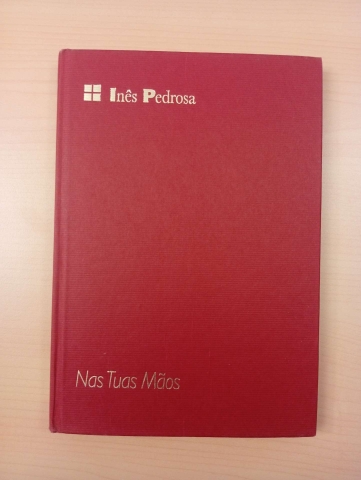 Inês Pedrosa
Nas Tuas Mãos